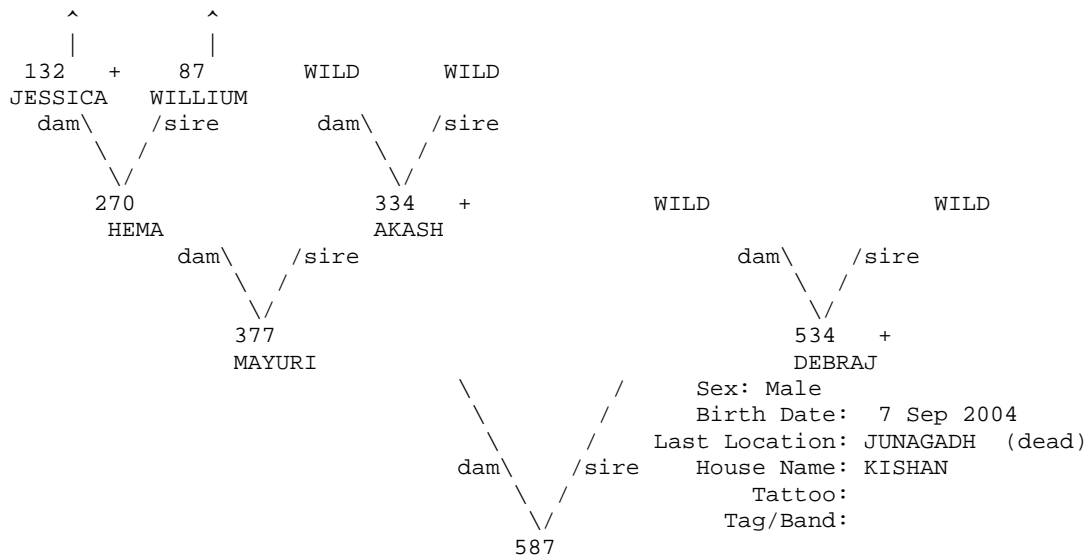 ^ ^
| |
132 + 87 WILD WILD
JESSICA WILLIUM
dam\ /sire dam\ /sire
\ / \ /
\/ \/
270 334 + WILD WILD
HEMA AKASH
dam\ /sire dam\ /sire
\ / \ /
\/ \/
377 534 +
MAYURI DEBRAJ
\ / Sex: Male
\ / Birth Date: 7 Sep 2004
\ / Last Location: JUNAGADH (dead)
dam\ /sire House Name: KISHAN
\ / Tattoo:
\/ Tag/Band:
587